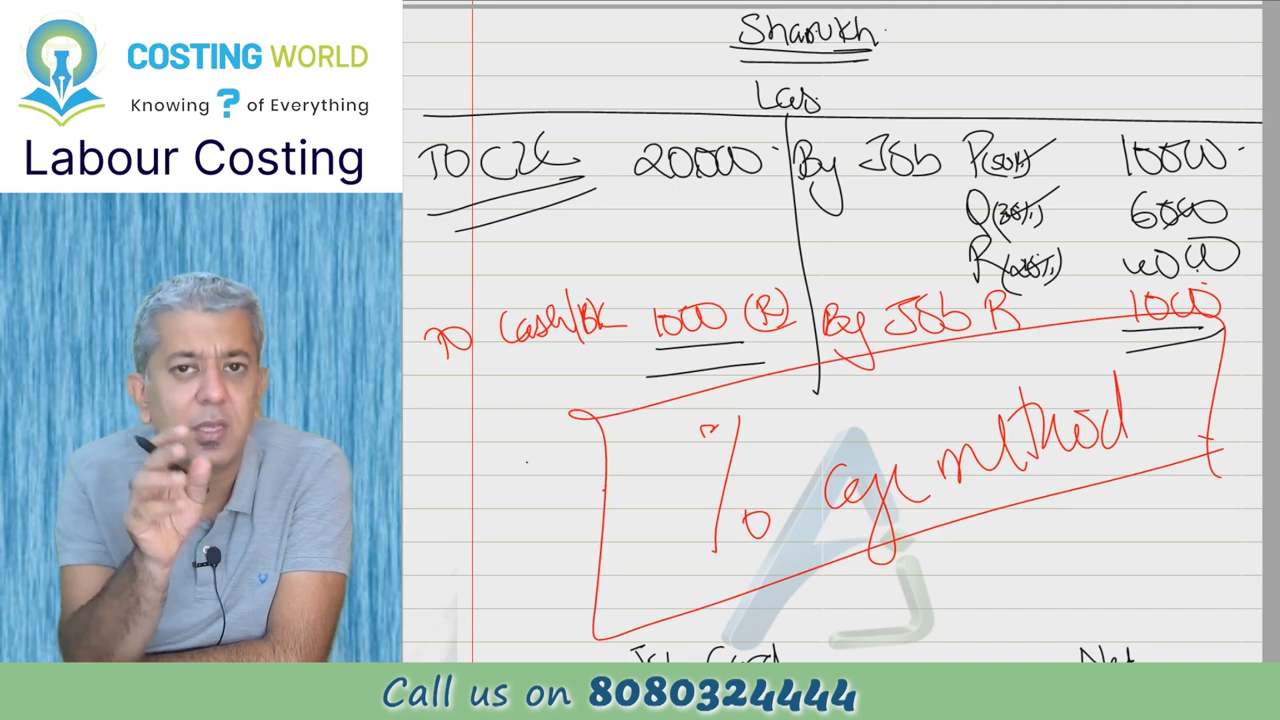 COSTING WORLD
Knowing ? of Everything
Labour Costing
Sharukh
TO 20000 By Job P(50%) 10000
Q(30%) 6000
R(20%) 4000
TO Cash/Bk 1000 (R) By Job R 1000
% age method
Call us on 8080324444